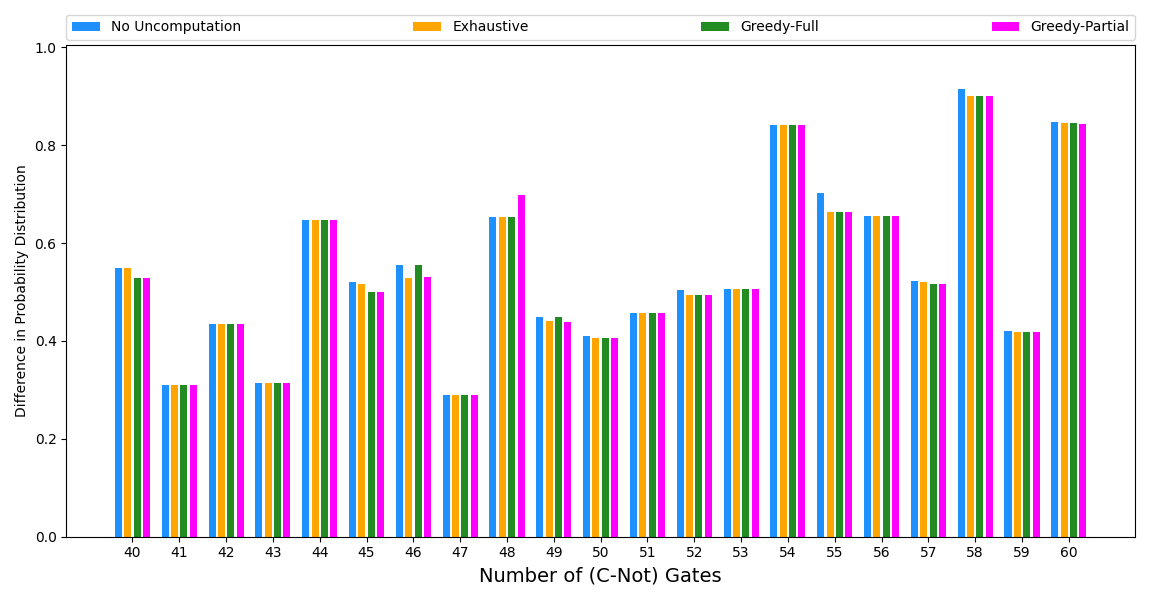 No Uncomputation Exhaustive Greedy-Full Greedy-Partial
Difference in Probability Distribution
1.0
0.8
0.6
0.4
0.2
0.0
40 41 42 43 44 45 46 47 48 49 50 51 52 53 54 55 56 57 58 59 60
Number of (C-Not) Gates